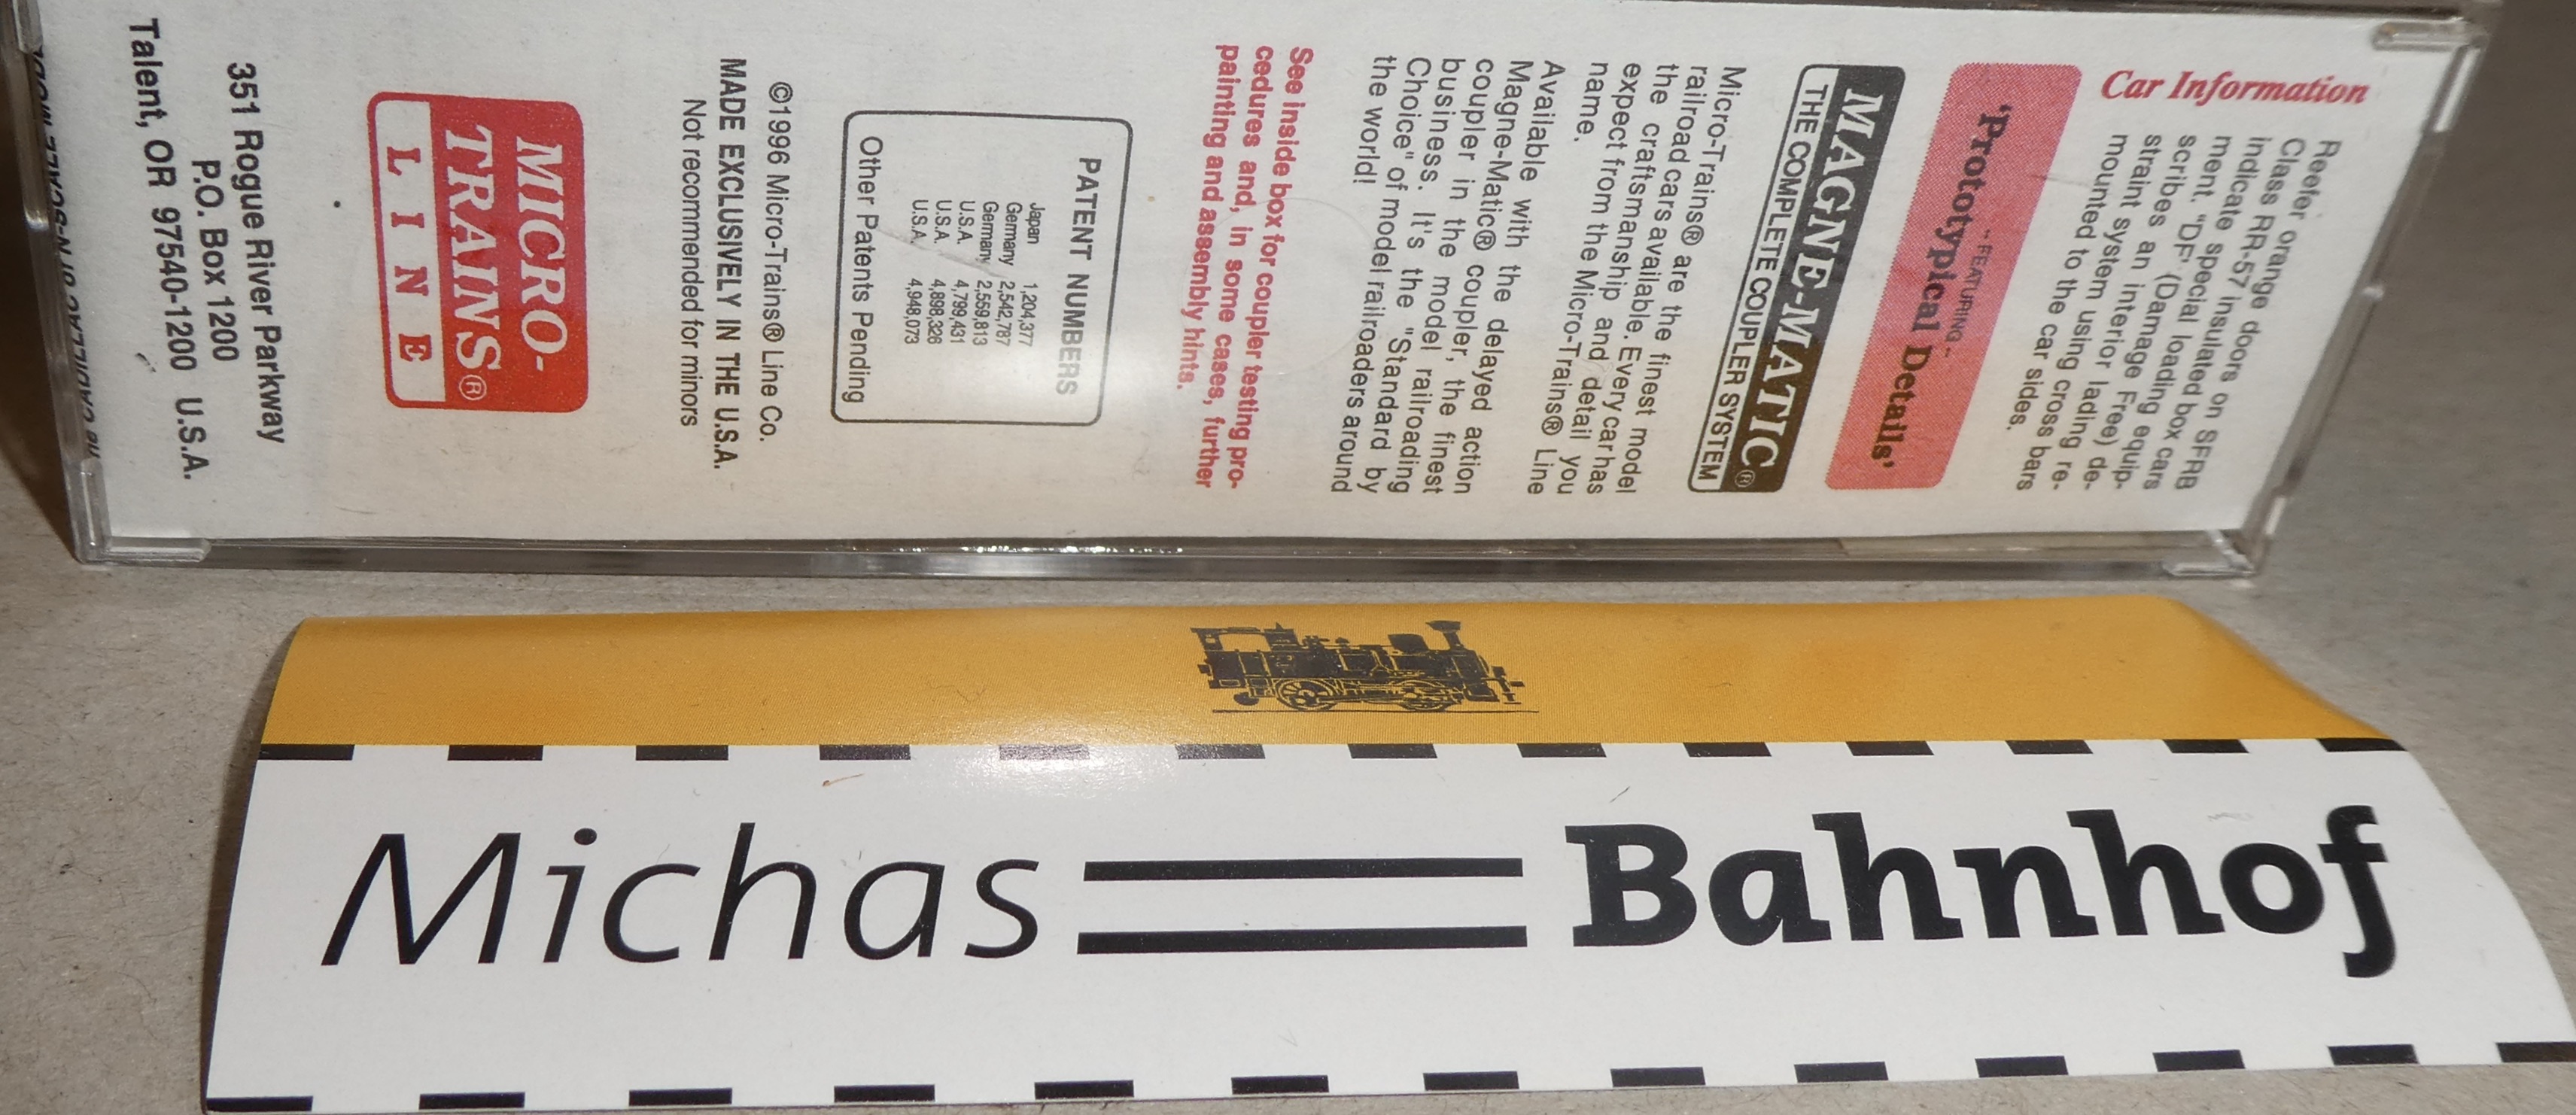 Car Information
Reefer orange doors on SFRB
Class RR-57 insulated box cars
indicate special loading equip-
ment. "DF" (Damage Free) de-
scribes an interior lading re-
straint system using cross bars
mounted to the car sides.
- FEATURING -
'Prototypical Details'
MAGNE-MATIC®
THE COMPLETE COUPLER SYSTEM
Micro-Trains® are the finest model
railroad cars available. Every car has
the craftsmanship and detail you
expect from the Micro-Trains® Line
name.
Available with the delayed action
Magne-Matic® coupler, the finest
coupler in the model railroading
business. It's the "Standard by
Choice" of model railroaders around
the world!
See inside box for coupler testing pro-
cedures and, in some cases, further
painting and assembly hints.
PATENT NUMBERS
Japan 1,204,377
Germany 2,542,787
Germany 2,559,813
U.S.A. 4,799,431
U.S.A. 4,898,326
U.S.A. 4,948,073
Other Patents Pending
©1996 Micro-Trains® Line Co.
MADE EXCLUSIVELY IN THE U.S.A.
Not recommended for minors
MICRO-
TRAINS®
LINE
351 Rogue River Parkway
P.O. Box 1200
Talent, OR 97540-1200 U.S.A.
Michas Bahnhof